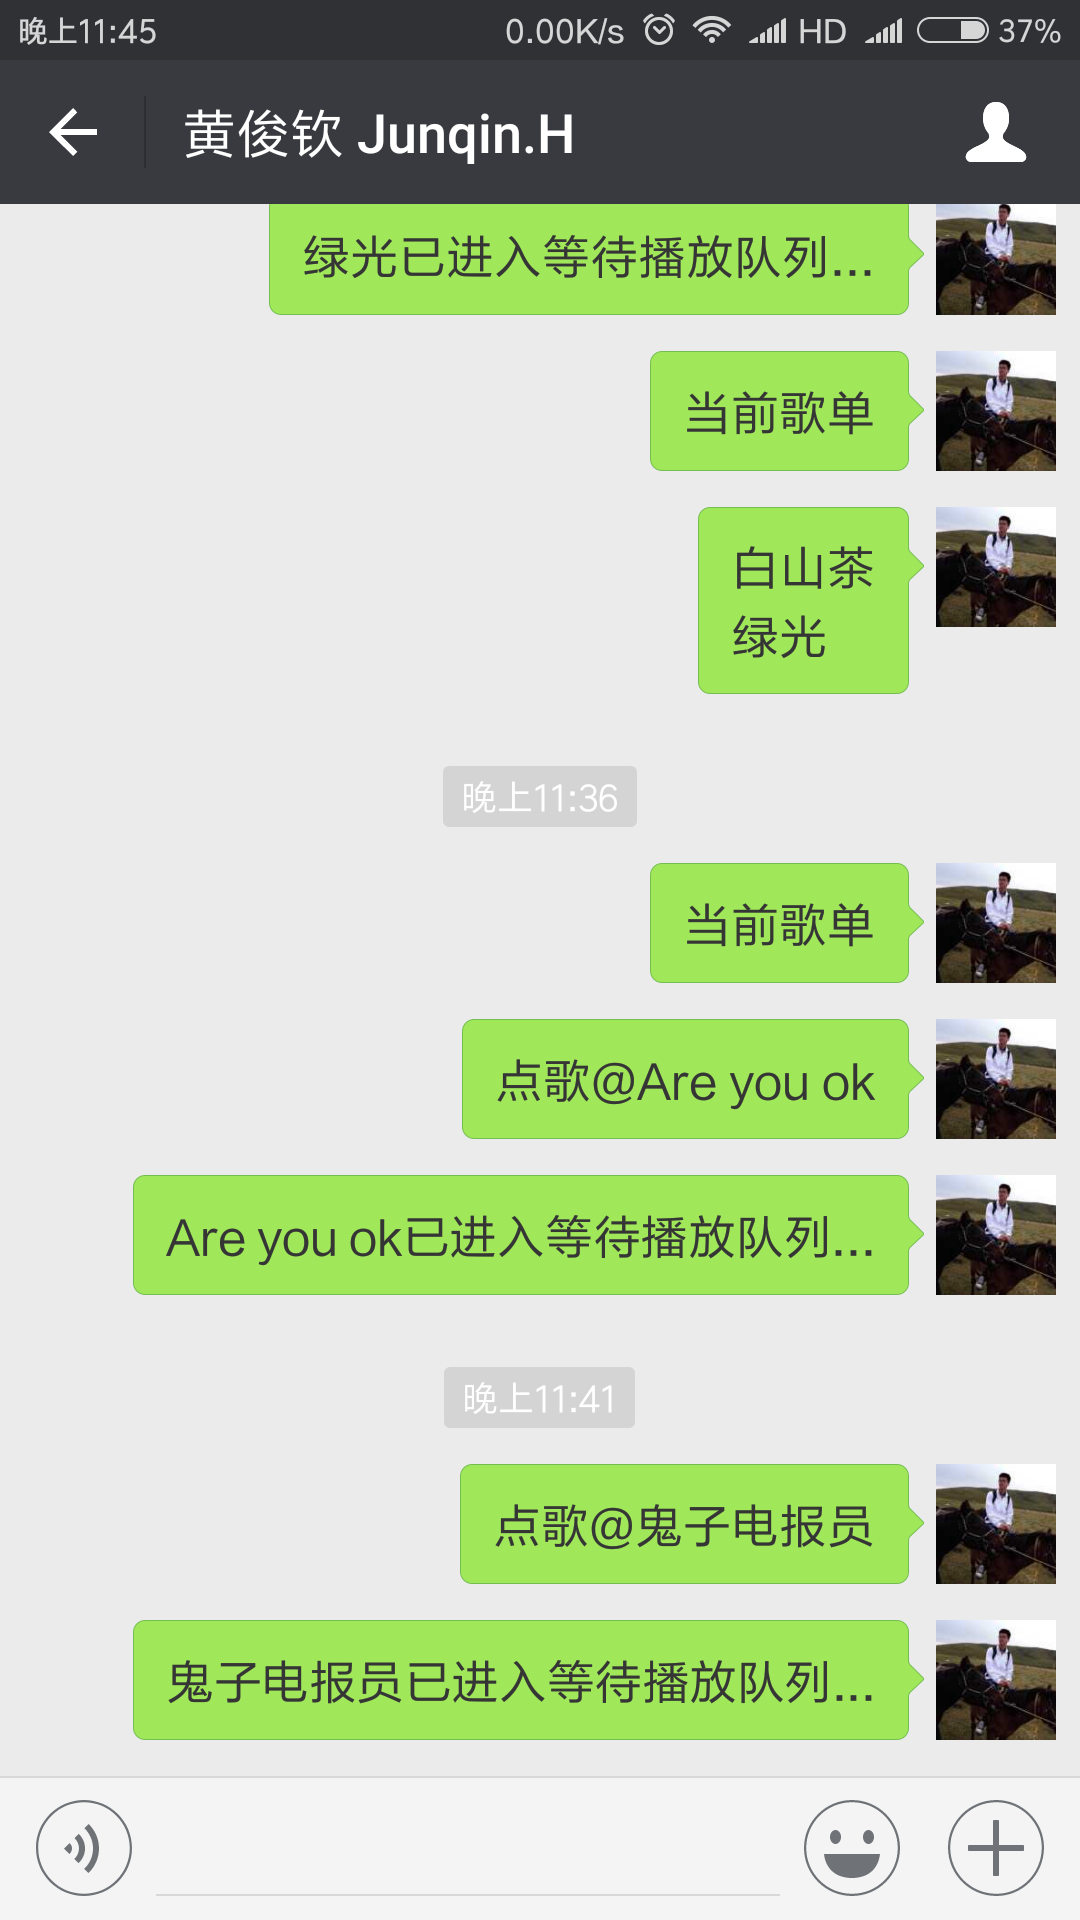 晚上11:45
0.00K/s
HD
37%
黄俊钦 Junqin.H
绿光已进入等待播放队列...
当前歌单
白山茶
绿光
晚上11:36
当前歌单
点歌@Are you ok
Are you ok已进入等待播放队列...
晚上11:41
点歌@鬼子电报员
鬼子电报员已进入等待播放队列...